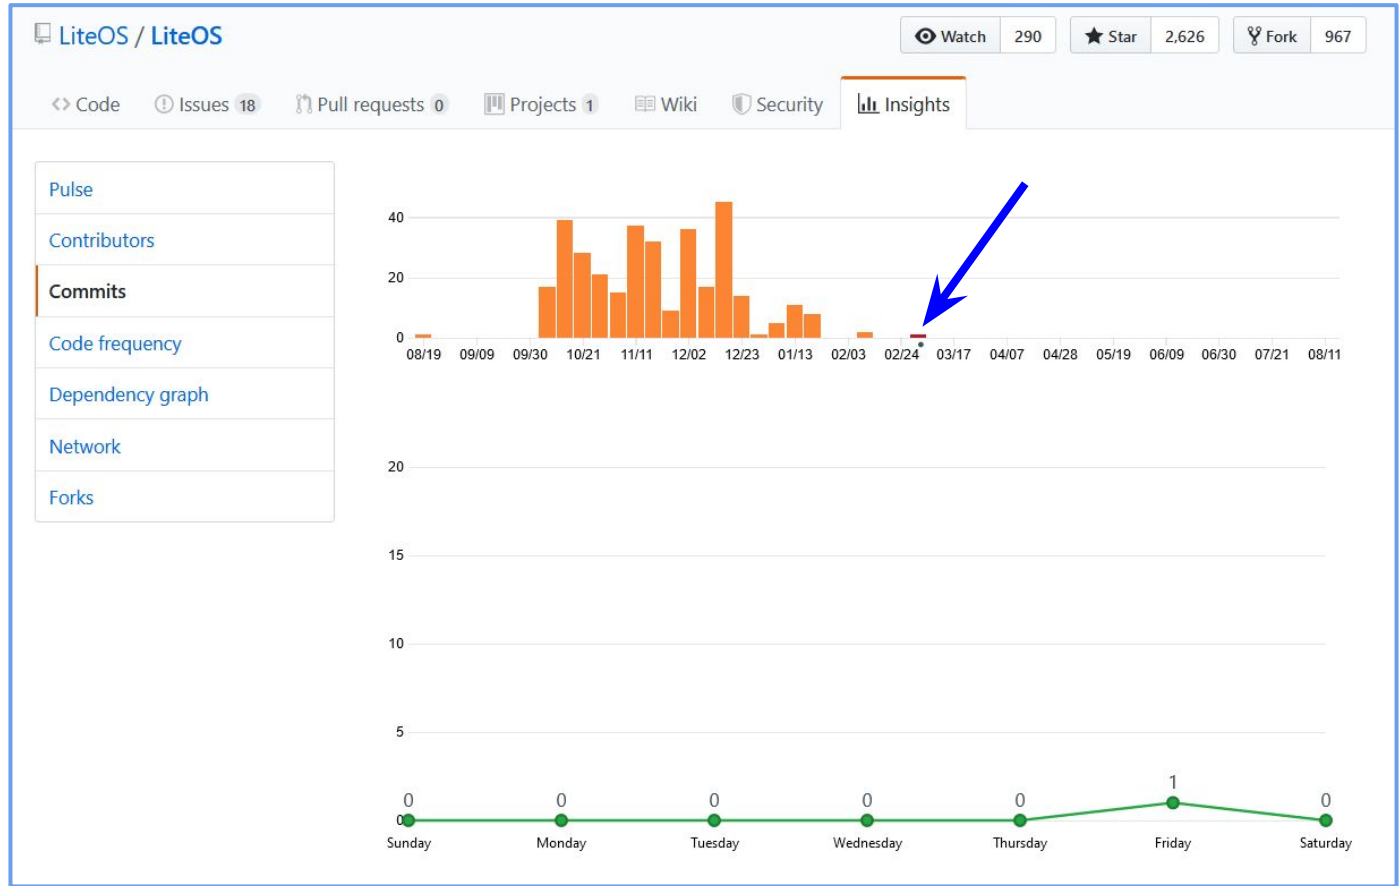 LiteOS / LiteOS Watch 290 Star 2,626 Fork 967
Code Issues 18 Pull requests 0 Projects 1 Wiki Security Insights
Pulse
Contributors
Commits
Code frequency
Dependency graph
Network
Forks
40
20
0
08/19 09/09 09/30 10/21 11/11 12/02 12/23 01/13 02/03 02/24 03/17 04/07 04/28 05/19 06/09 06/30 07/21 08/11
20
15
10
5
0
0 0 0 0 0 1 0
Sunday Monday Tuesday Wednesday Thursday Friday Saturday